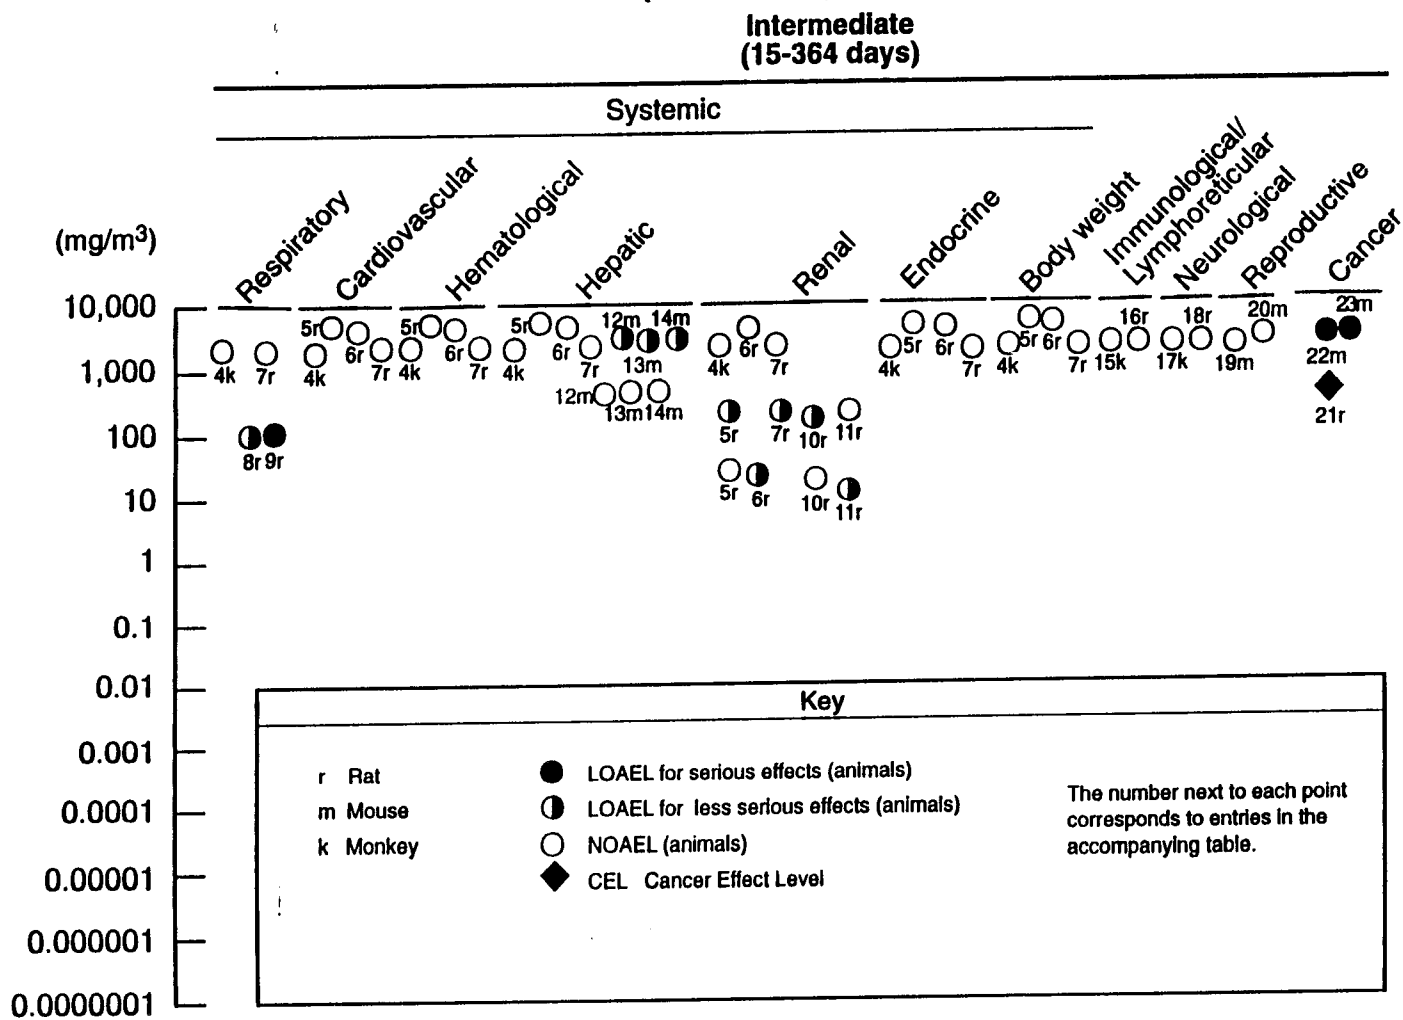 Intermediate
(15-364 days)
Systemic
(mg/m³)
Respiratory
Cardiovascular
Hematological
Hepatic
Renal
Endocrine
Body weight
Immunological/
Lymphoreticular
Neurological
Reproductive
Cancer
10,000
1,000
100
10
1
0.1
0.01
0.001
0.0001
0.00001
0.000001
0.0000001
4k 7r
8r 9r
5r
4k 6r 7r
5r
4k 6r 7r
5r 12m 14m
4k 6r 7r 13m
12m 13m 14m
4k 6r 7r
5r 7r 10r 11r
5r 6r 10r 11r
4k 5r 6r 7r
4k 5r 6r 7r
16r
15k
18r
17k
20m
19m
23m
22m
21r
Key
r Rat
m Mouse
k Monkey
LOAEL for serious effects (animals)
LOAEL for less serious effects (animals)
NOAEL (animals)
CEL Cancer Effect Level
The number next to each point
corresponds to entries in the
accompanying table.